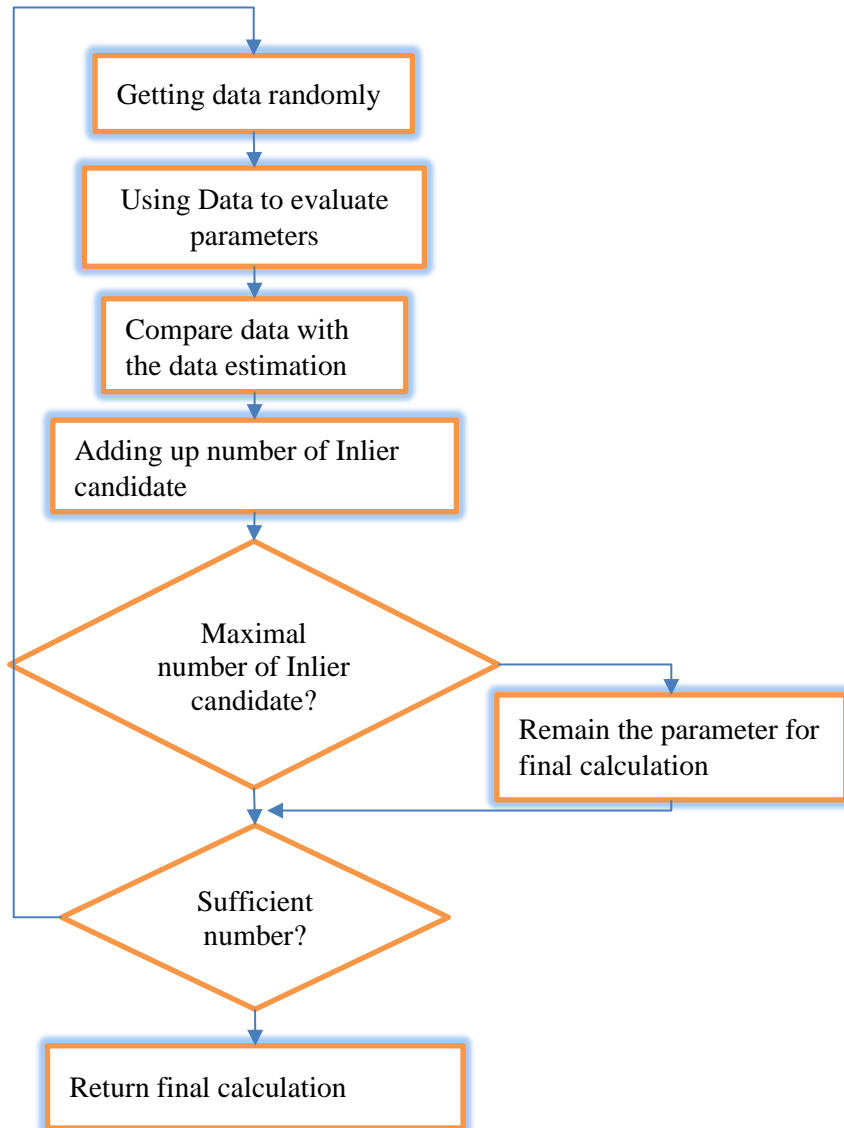 Getting data randomly
Using Data to evaluate
parameters
Compare data with
the data estimation
Adding up number of Inlier
candidate
Maximal
number of Inlier
candidate?
Remain the parameter for
final calculation
Sufficient
number?
Return final calculation